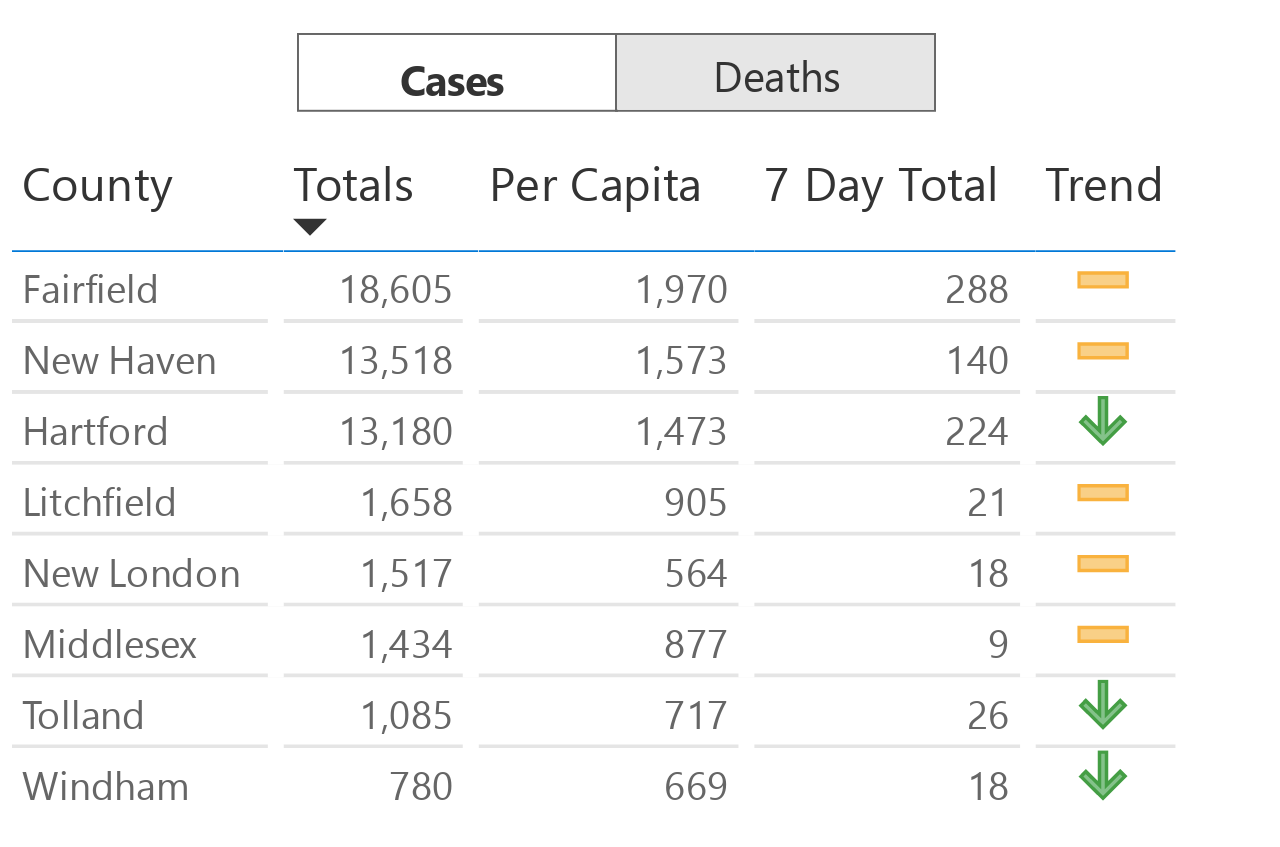 Cases Deaths
County Totals Per Capita 7 Day Total Trend
Fairfield 18,605 1,970 288
New Haven 13,518 1,573 140
Hartford 13,180 1,473 224
Litchfield 1,658 905 21
New London 1,517 564 18
Middlesex 1,434 877 9
Tolland 1,085 717 26
Windham 780 669 18